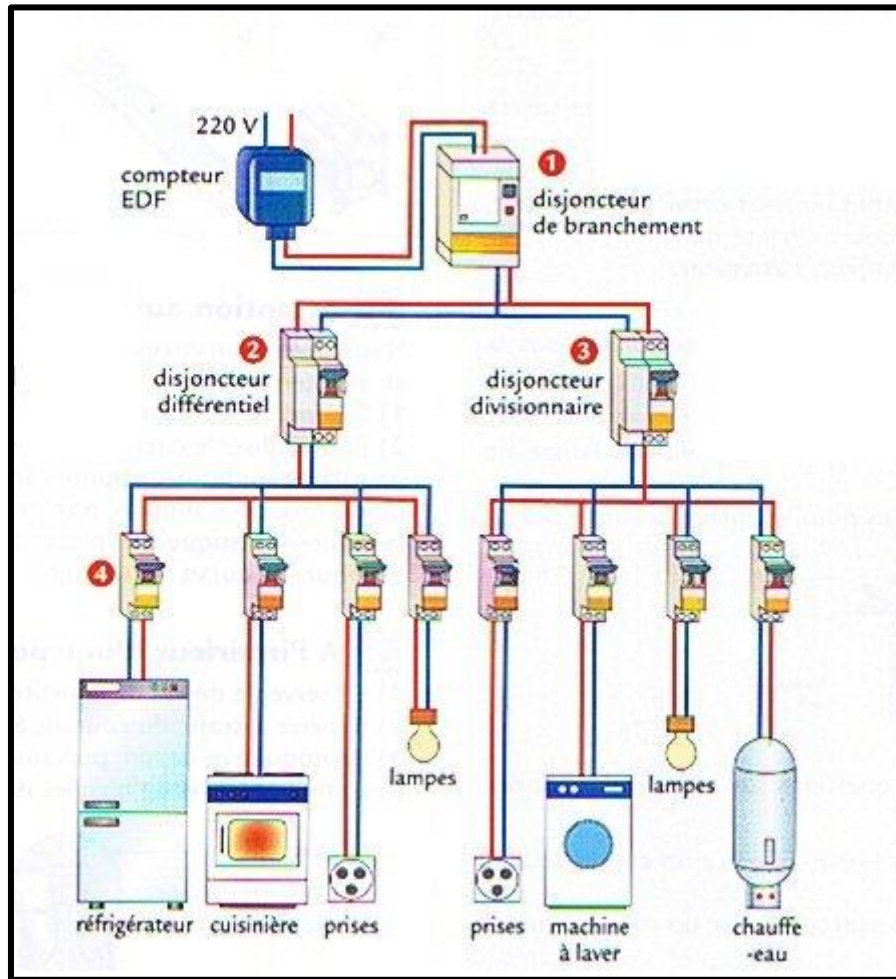 220 V
compteur
EDF
1
disjoncteur
de branchement
2
disjoncteur
différentiel
3
disjoncteur
divisionnaire
4
lampes
lampes
réfrigérateur
cuisinière
prises
prises
machine
à laver
chauffe
-eau